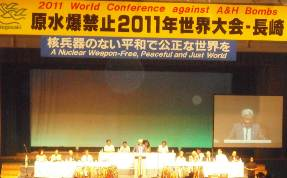 2011 World Conference against A&H Bombs
原水爆禁止2011年世界大会-長崎
核兵器のない平和で公正な世界を
A Nuclear Weapon-Free, Peaceful and Just World